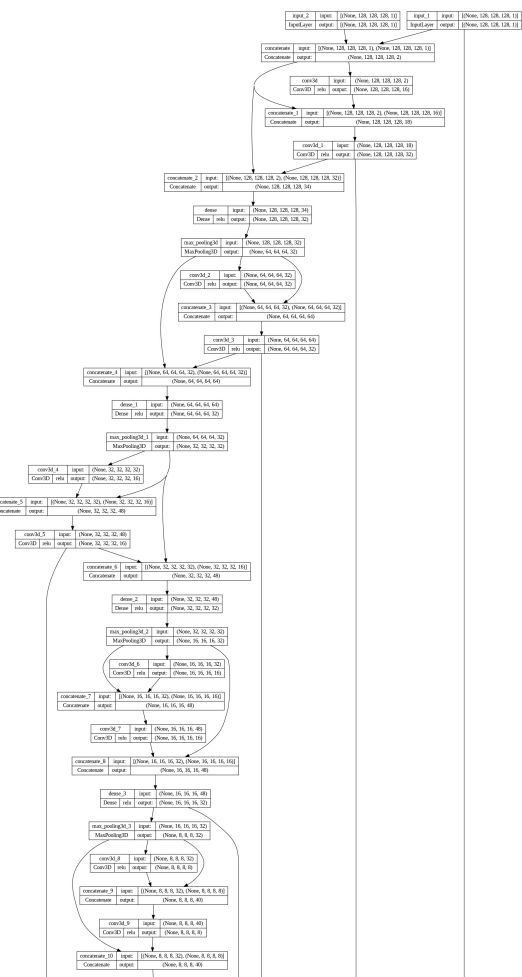 input_2 input: [(None, 128, 128, 128, 1)]
InputLayer output: [(None, 128, 128, 128, 1)]
input_1 input: [(None, 128, 128, 128, 1)]
InputLayer output: [(None, 128, 128, 128, 1)]
concatenate input: [(None, 128, 128, 128, 1), (None, 128, 128, 128, 1)]
Concatenate output: (None, 128, 128, 128, 2)
conv3d input: (None, 128, 128, 128, 2)
Conv3D relu output: (None, 128, 128, 128, 16)
concatenate_1 input: [(None, 128, 128, 128, 2), (None, 128, 128, 128, 16)]
Concatenate output: (None, 128, 128, 128, 18)
conv3d_1 input: (None, 128, 128, 128, 18)
Conv3D relu output: (None, 128, 128, 128, 32)
concatenate_2 input: [(None, 128, 128, 128, 2), (None, 128, 128, 128, 32)]
Concatenate output: (None, 128, 128, 128, 34)
dense input: (None, 128, 128, 128, 34)
Dense relu output: (None, 128, 128, 128, 32)
max_pooling3d input: (None, 128, 128, 128, 32)
MaxPooling3D output: (None, 64, 64, 64, 32)
conv3d_2 input: (None, 64, 64, 64, 32)
Conv3D relu output: (None, 64, 64, 64, 32)
concatenate_3 input: [(None, 64, 64, 64, 32), (None, 64, 64, 64, 32)]
Concatenate output: (None, 64, 64, 64, 64)
conv3d_3 input: (None, 64, 64, 64, 64)
Conv3D relu output: (None, 64, 64, 64, 32)
concatenate_4 input: [(None, 64, 64, 64, 32), (None, 64, 64, 64, 32)]
Concatenate output: (None, 64, 64, 64, 64)
dense_1 input: (None, 64, 64, 64, 64)
Dense relu output: (None, 64, 64, 64, 32)
max_pooling3d_1 input: (None, 64, 64, 64, 32)
MaxPooling3D output: (None, 32, 32, 32, 32)
conv3d_4 input: (None, 32, 32, 32, 32)
Conv3D relu output: (None, 32, 32, 32, 16)
catenate_5 input: [(None, 32, 32, 32, 32), (None, 32, 32, 32, 16)]
ncatenate output: (None, 32, 32, 32, 48)
conv3d_5 input: (None, 32, 32, 32, 48)
Conv3D relu output: (None, 32, 32, 32, 16)
concatenate_6 input: [(None, 32, 32, 32, 32), (None, 32, 32, 32, 16)]
Concatenate output: (None, 32, 32, 32, 48)
dense_2 input: (None, 32, 32, 32, 48)
Dense relu output: (None, 32, 32, 32, 32)
max_pooling3d_2 input: (None, 32, 32, 32, 32)
MaxPooling3D output: (None, 16, 16, 16, 32)
conv3d_6 input: (None, 16, 16, 16, 32)
Conv3D relu output: (None, 16, 16, 16, 16)
concatenate_7 input: [(None, 16, 16, 16, 32), (None, 16, 16, 16, 16)]
Concatenate output: (None, 16, 16, 16, 48)
conv3d_7 input: (None, 16, 16, 16, 48)
Conv3D relu output: (None, 16, 16, 16, 16)
concatenate_8 input: [(None, 16, 16, 16, 32), (None, 16, 16, 16, 16)]
Concatenate output: (None, 16, 16, 16, 48)
dense_3 input: (None, 16, 16, 16, 48)
Dense relu output: (None, 16, 16, 16, 32)
max_pooling3d_3 input: (None, 16, 16, 16, 32)
MaxPooling3D output: (None, 8, 8, 8, 32)
conv3d_8 input: (None, 8, 8, 8, 32)
Conv3D relu output: (None, 8, 8, 8, 8)
concatenate_9 input: [(None, 8, 8, 8, 32), (None, 8, 8, 8, 8)]
Concatenate output: (None, 8, 8, 8, 40)
conv3d_9 input: (None, 8, 8, 8, 40)
Conv3D relu output: (None, 8, 8, 8, 8)
concatenate_10 input: [(None, 8, 8, 8, 32), (None, 8, 8, 8, 8)]
Concatenate output: (None, 8, 8, 8, 40)